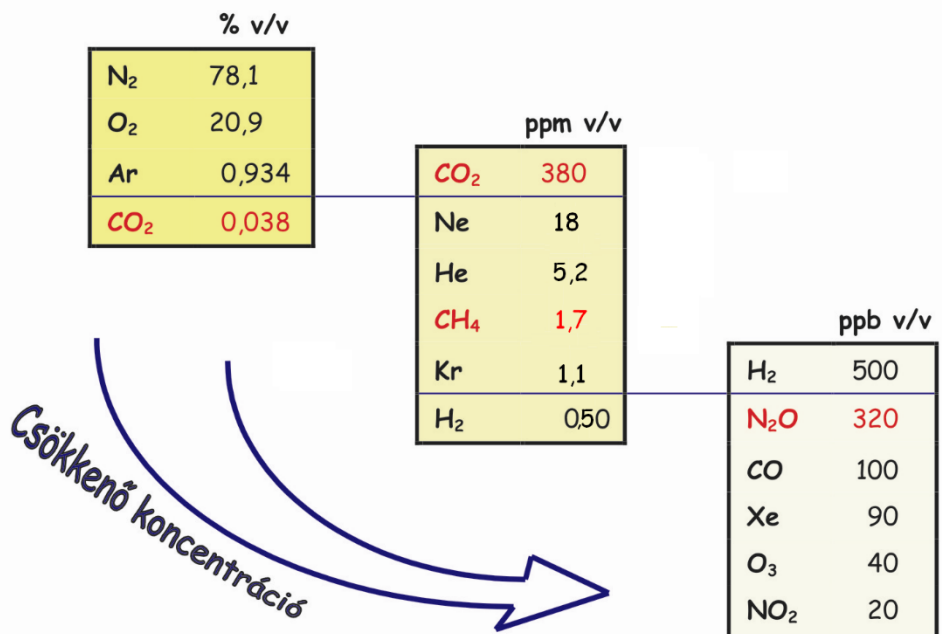 % v/v
N₂ 78,1
O₂ 20,9
Ar 0,934
CO₂ 0,038
ppm v/v
CO₂ 380
Ne 18
He 5,2
CH₄ 1,7
Kr 1,1
H₂ 0,50
ppb v/v
H₂ 500
N₂O 320
CO 100
Xe 90
O₃ 40
NO₂ 20
Csökkenő koncentráció